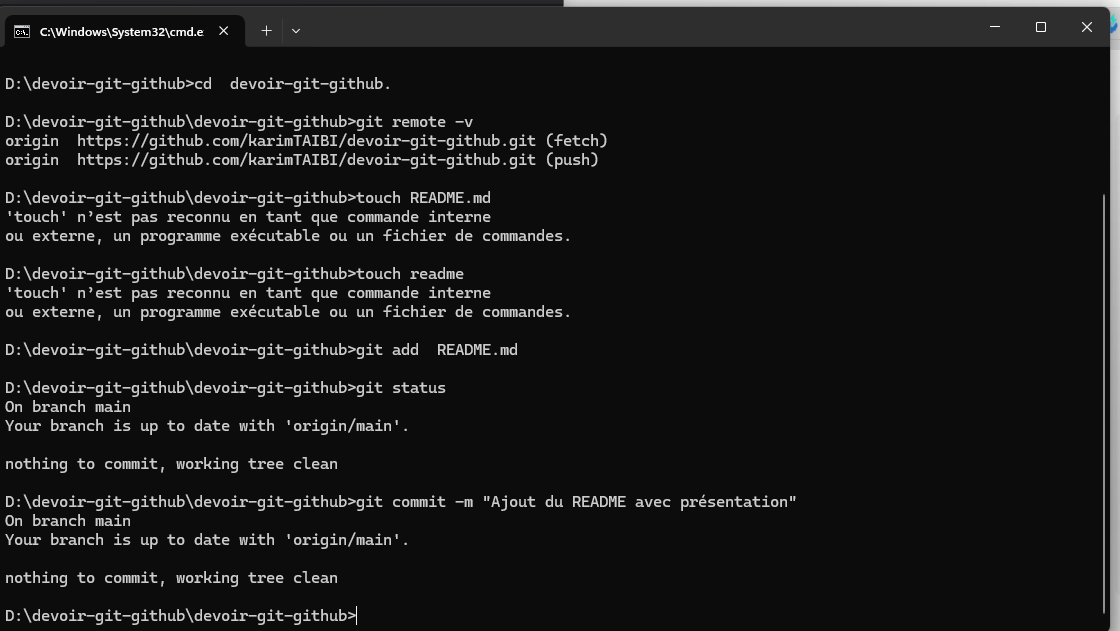 C:\Windows\System32\cmd.e
D:\devoir-git-github>cd  devoir-git-github.
D:\devoir-git-github\devoir-git-github>git remote -v
origin  https://github.com/karimTAIBI/devoir-git-github.git (fetch)
origin  https://github.com/karimTAIBI/devoir-git-github.git (push)
D:\devoir-git-github\devoir-git-github>touch README.md
'touch' n’est pas reconnu en tant que commande interne
ou externe, un programme exécutable ou un fichier de commandes.
D:\devoir-git-github\devoir-git-github>touch readme
'touch' n’est pas reconnu en tant que commande interne
ou externe, un programme exécutable ou un fichier de commandes.
D:\devoir-git-github\devoir-git-github>git add  README.md
D:\devoir-git-github\devoir-git-github>git status
On branch main
Your branch is up to date with 'origin/main'.
nothing to commit, working tree clean
D:\devoir-git-github\devoir-git-github>git commit -m "Ajout du README avec présentation"
On branch main
Your branch is up to date with 'origin/main'.
nothing to commit, working tree clean
D:\devoir-git-github\devoir-git-github>